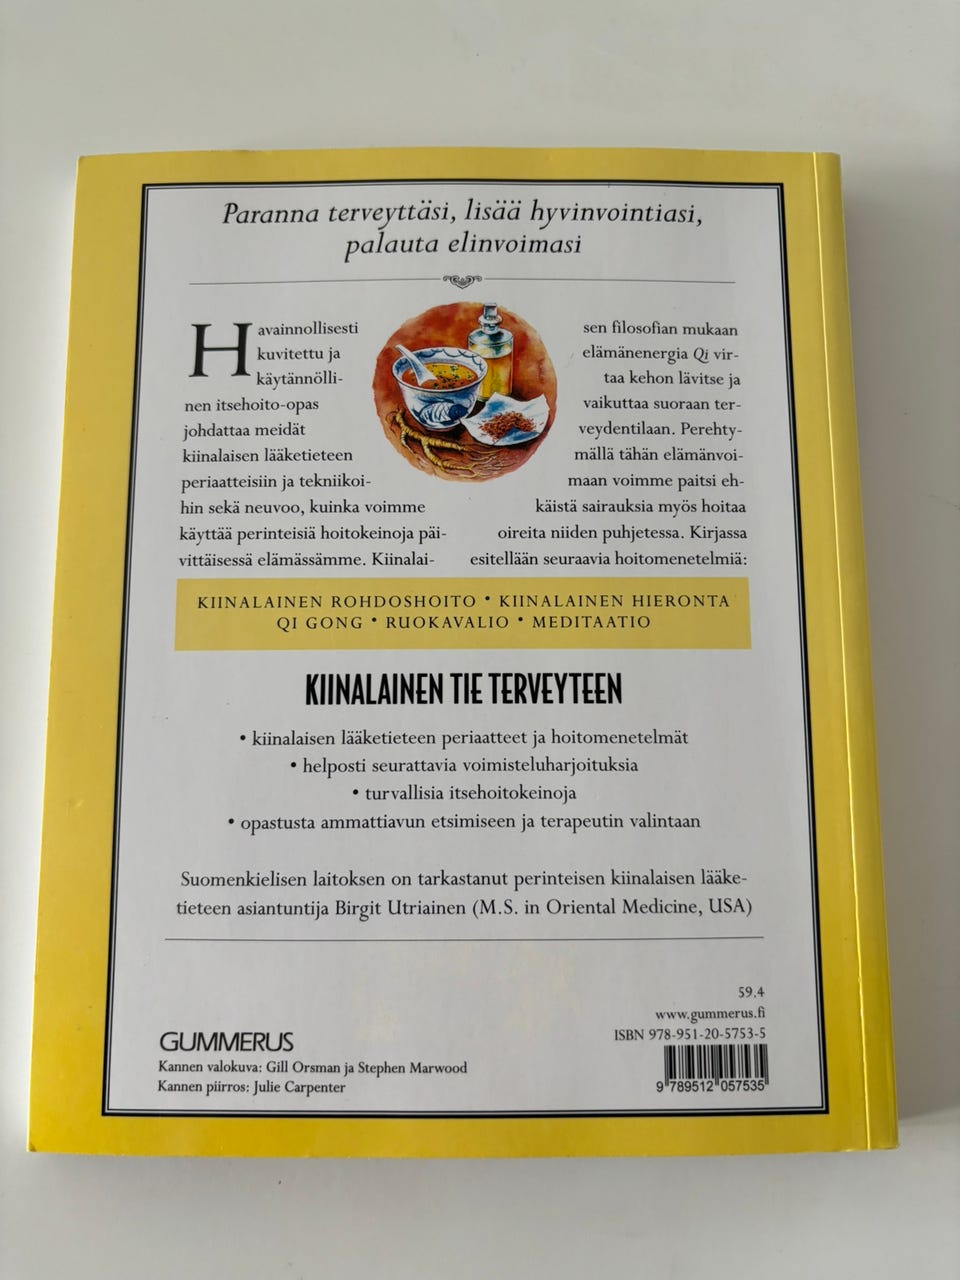 Paranna terveyttäsi, lisää hyvinvointiasi,
palauta elinvoimasi
Havainnollisesti
kuvitettu ja
käytännölli-
nen itsehoito-opas
johdattaa meidät
kiinalaisen lääketieteen
periaatteisiin ja tekniikoi-
hin sekä neuvoo, kuinka voimme
käyttää perinteisiä hoitokeinoja päi-
vittäisessä elämässämme. Kiinalai-
sen filosofian mukaan
elämänenergia Qi vir-
taa kehon lävitse ja
vaikuttaa suoraan ter-
veydentilaan. Perehty-
mällä tähän elämänvoi-
maan voimme paitsi eh-
käistä sairauksia myös hoitaa
oireita niiden puhjetessa. Kirjassa
esitellään seuraavia hoitomenetelmiä:
KIINALAINEN ROHDOSHOITO • KIINALAINEN HIERONTA
QI GONG • RUOKAVALIO • MEDITAATIO
KIINALAINEN TIE TERVEYTEEN
• kiinalaisen lääketieteen periaatteet ja hoitomenetelmät
• helposti seurattavia voimisteluharjoituksia
• turvallisia itsehoitokeinoja
• opastusta ammattiavun etsimiseen ja terapeutin valintaan
Suomenkielisen laitoksen on tarkastanut perinteisen kiinalaisen lääke-
tieteen asiantuntija Birgit Utriainen (M.S. in Oriental Medicine, USA)
59.4
www.gummerus.fi
ISBN 978-951-20-5753-5
9 789512 057535
GUMMERUS
Kannen valokuva: Gill Orsman ja Stephen Marwood
Kannen piirros: Julie Carpenter